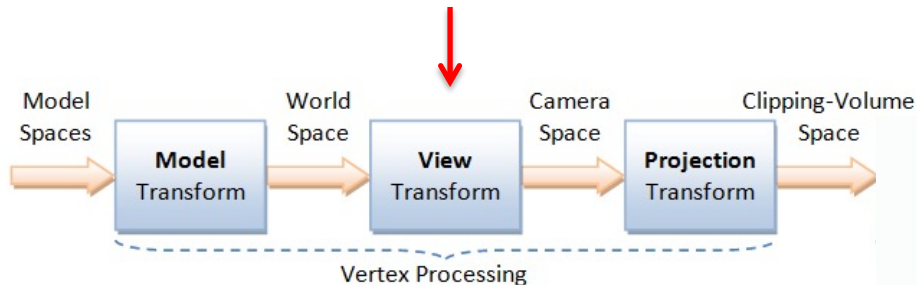 Model
Spaces
Model
Transform
World
Space
View
Transform
Camera
Space
Projection
Transform
Clipping-Volume
Space
Vertex Processing